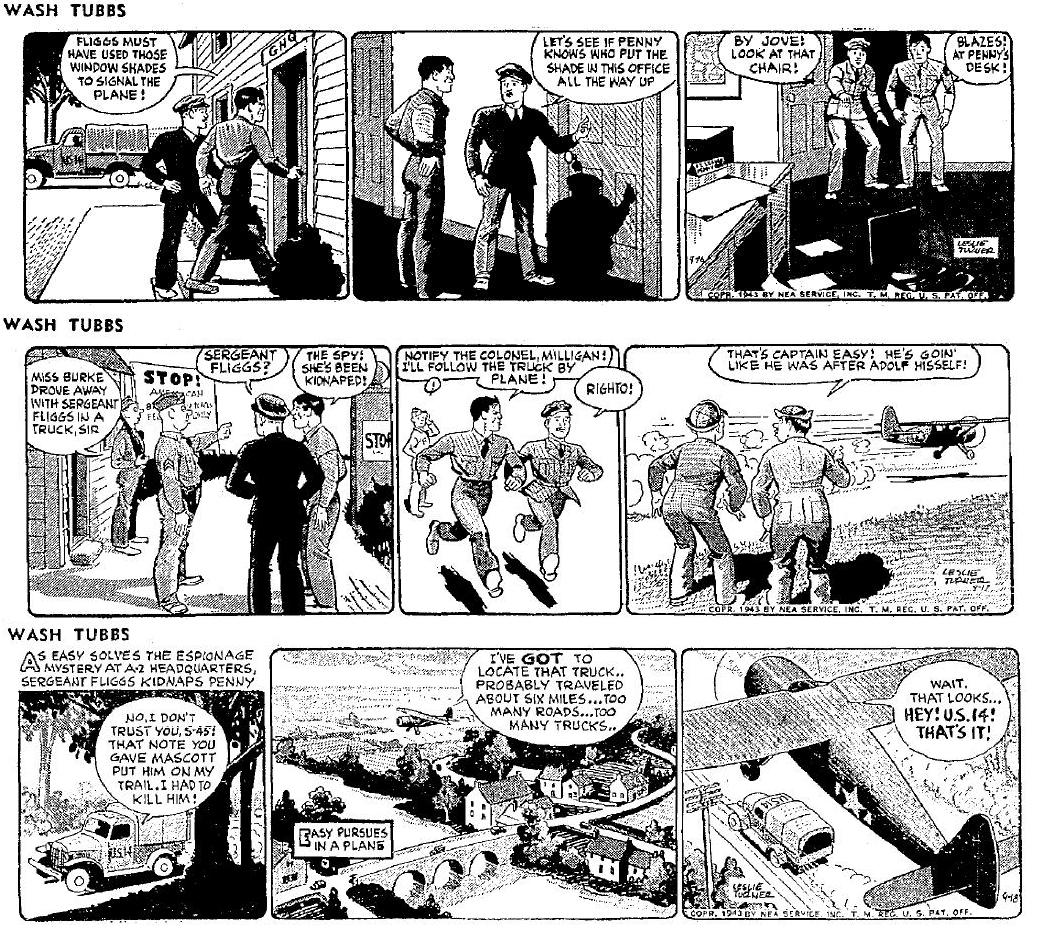 WASH TUBBS
FLIGGS MUST
HAVE USED THOSE
WINDOW SHADES
TO SIGNAL THE
PLANE!
U.S. 14
LET'S SEE IF PENNY
KNOWS WHO PUT THE
SHADE IN THIS OFFICE
ALL THE WAY UP
BY JOVE!
LOOK AT THAT
CHAIR!
BLAZES!
AT PENNY'S
DESK!
LESLIE
TURNER
9-16
COPR. 1943 BY NEA SERVICE, INC. T. M. REG. U. S. PAT. OFF.
WASH TUBBS
MISS BURKE
DROVE AWAY
WITH SERGEANT
FLIGGS IN A
TRUCK, SIR
STOP!
SERGEANT
FLIGGS?
THE SPY!
SHE'S BEEN
KIDNAPED!
STOP
NOTIFY THE COLONEL, MILLIGAN!
I'LL FOLLOW THE TRUCK BY
PLANE!
!
RIGHTO!
THAT'S CAPTAIN EASY! HE'S GOIN'
LIKE HE WAS AFTER ADOLF HISSELF!
LESLIE
TURNER
9-17
COPR. 1943 BY NEA SERVICE, INC. T. M. REG. U. S. PAT. OFF.
WASH TUBBS
AS EASY SOLVES THE ESPIONAGE
MYSTERY AT A-2 HEADQUARTERS,
SERGEANT FLIGGS KIDNAPS PENNY
NO, I DON'T
TRUST YOU, S-45!
THAT NOTE YOU
GAVE MASCOTT
PUT HIM ON MY
TRAIL. I HAD TO
KILL HIM!
U.S. 14
I'VE GOT TO
LOCATE THAT TRUCK..
PROBABLY TRAVELED
ABOUT SIX MILES...TOO
MANY ROADS...TOO
MANY TRUCKS..
EASY PURSUES
IN A PLANE
WAIT.
THAT LOOKS...
HEY! U.S. 14!
THAT'S IT!
LESLIE
TURNER
9-18
COPR. 1943 BY NEA SERVICE, INC. T. M. REG. U. S. PAT. OFF.